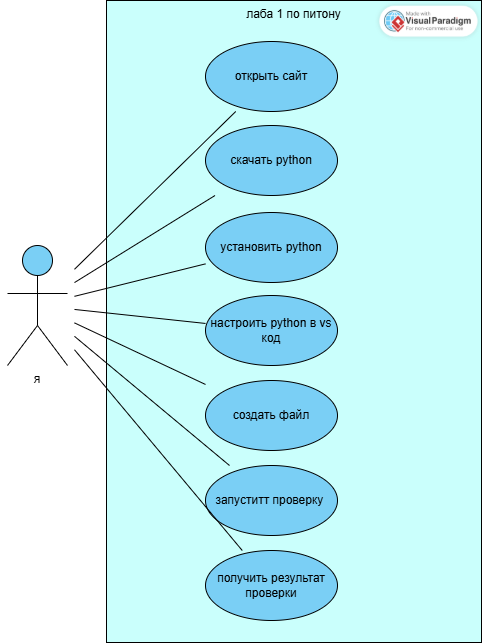 лаба 1 по питону
Made with
Visual Paradigm
For non-commercial use
открыть сайт
скачать python
установить python
настроить python в vs
код
я
создать файл
запуститт проверку
получить результат
проверки